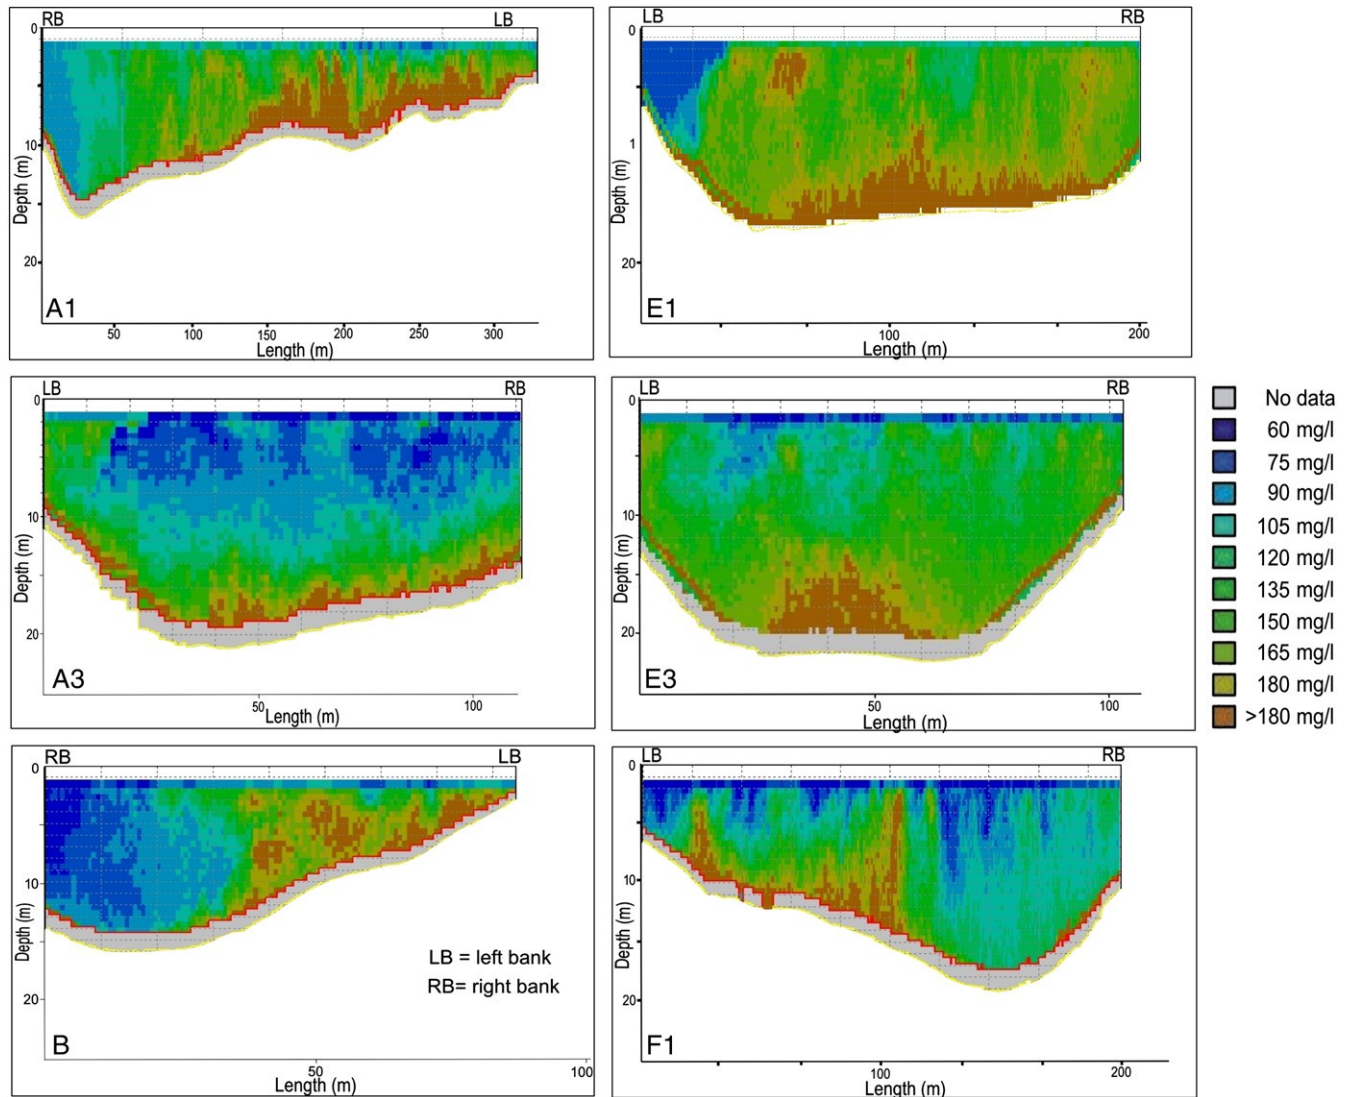 RB LB
0
10
20
Depth (m)
A1
50 100 150 200 250 300
Length (m)
LB RB
0
1
20
Depth (m)
E1
100 200
Length (m)
LB RB
0
10
20
Depth (m)
A3
50 100
Length (m)
LB RB
0
10
20
Depth (m)
E3
50 100
Length (m)
No data
60 mg/l
75 mg/l
90 mg/l
105 mg/l
120 mg/l
135 mg/l
150 mg/l
165 mg/l
180 mg/l
>180 mg/l
RB LB
0
10
20
Depth (m)
LB = left bank
RB= right bank
B
50 100
Length (m)
LB RB
0
10
20
Depth (m)
F1
100 200
Length (m)